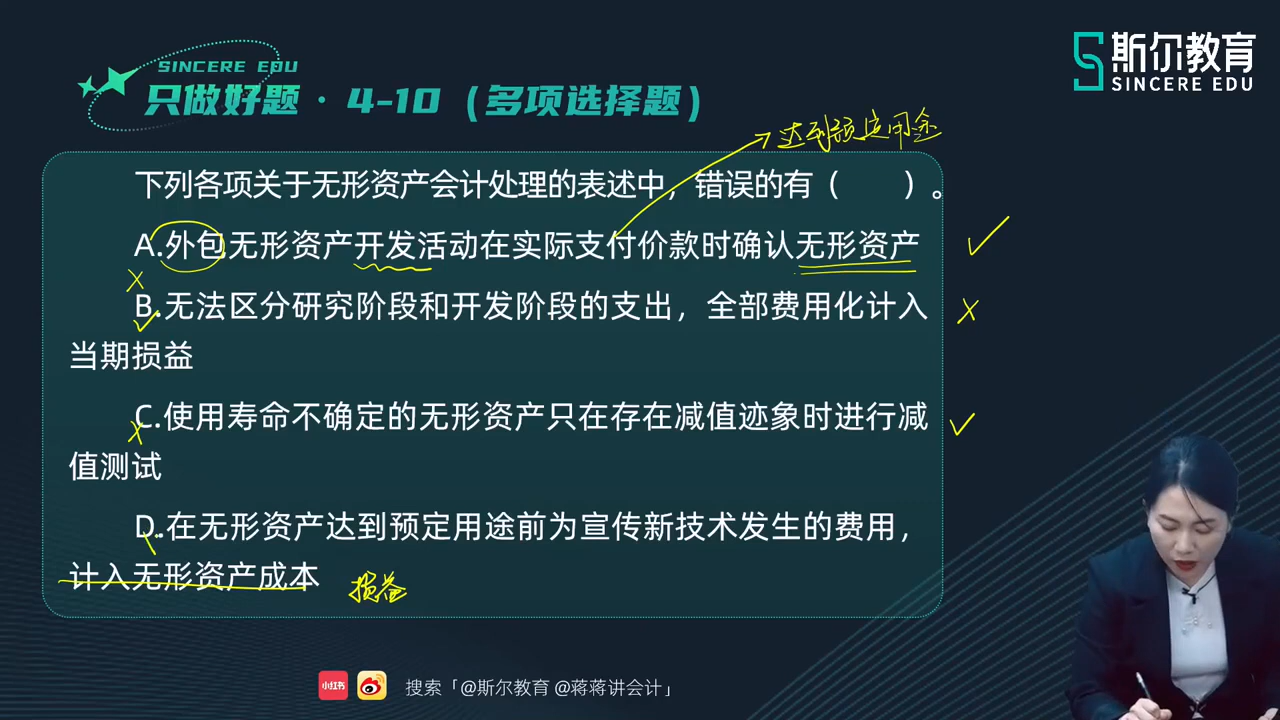 SINCERE EDU
只做好题·4-10（多项选择题）
斯尔教育
SINCERE EDU
达到预定用途
下列各项关于无形资产会计处理的表述中，错误的有（　　）。
A.外包无形资产开发活动在实际支付价款时确认无形资产
B.无法区分研究阶段和开发阶段的支出，全部费用化计入
当期损益
C.使用寿命不确定的无形资产只在存在减值迹象时进行减
值测试
D.在无形资产达到预定用途前为宣传新技术发生的费用，
计入无形资产成本
损益
小红书
搜索「@斯尔教育 @蒋蒋讲会计」